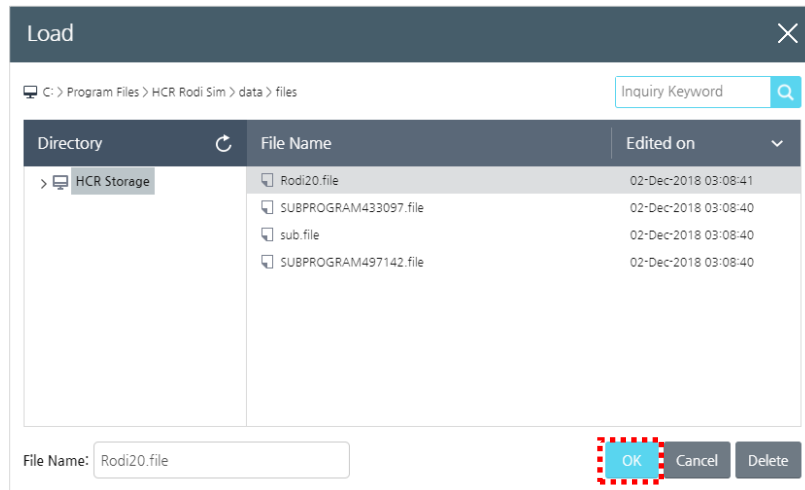 Load
C: > Program Files > HCR Rodi Sim > data > files
Inquiry Keyword
Directory File Name Edited on
HCR Storage
Rodi20.file 02-Dec-2018 03:08:41
SUBPROGRAM433097.file 02-Dec-2018 03:08:40
sub.file 02-Dec-2018 03:08:40
SUBPROGRAM497142.file 02-Dec-2018 03:08:40
File Name: Rodi20.file OK Cancel Delete